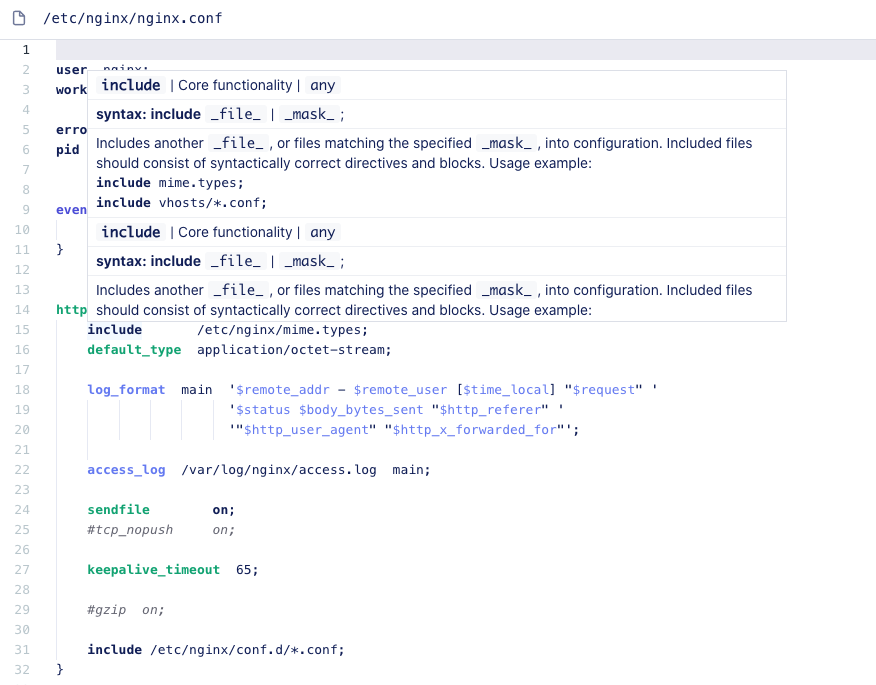 /etc/nginx/nginx.conf
1
2 user nginx;
3 work
4
5 erro
6 pid
7
8
9 even
10
11 }
12
13
14 http
include | Core functionality | any
syntax: include _file_ | _mask_ ;
Includes another _file_ , or files matching the specified _mask_ , into configuration. Included files
should consist of syntactically correct directives and blocks. Usage example:
include mime.types;
include vhosts/*.conf;
include | Core functionality | any
syntax: include _file_ | _mask_ ;
Includes another _file_ , or files matching the specified _mask_ , into configuration. Included files
should consist of syntactically correct directives and blocks. Usage example:
15 include /etc/nginx/mime.types;
16 default_type application/octet-stream;
17
18 log_format main '$remote_addr - $remote_user [$time_local] "$request" '
19 '$status $body_bytes_sent "$http_referer" '
20 '"$http_user_agent" "$http_x_forwarded_for"';
21
22 access_log /var/log/nginx/access.log main;
23
24 sendfile on;
25 #tcp_nopush on;
26
27 keepalive_timeout 65;
28
29 #gzip on;
30
31 include /etc/nginx/conf.d/*.conf;
32 }